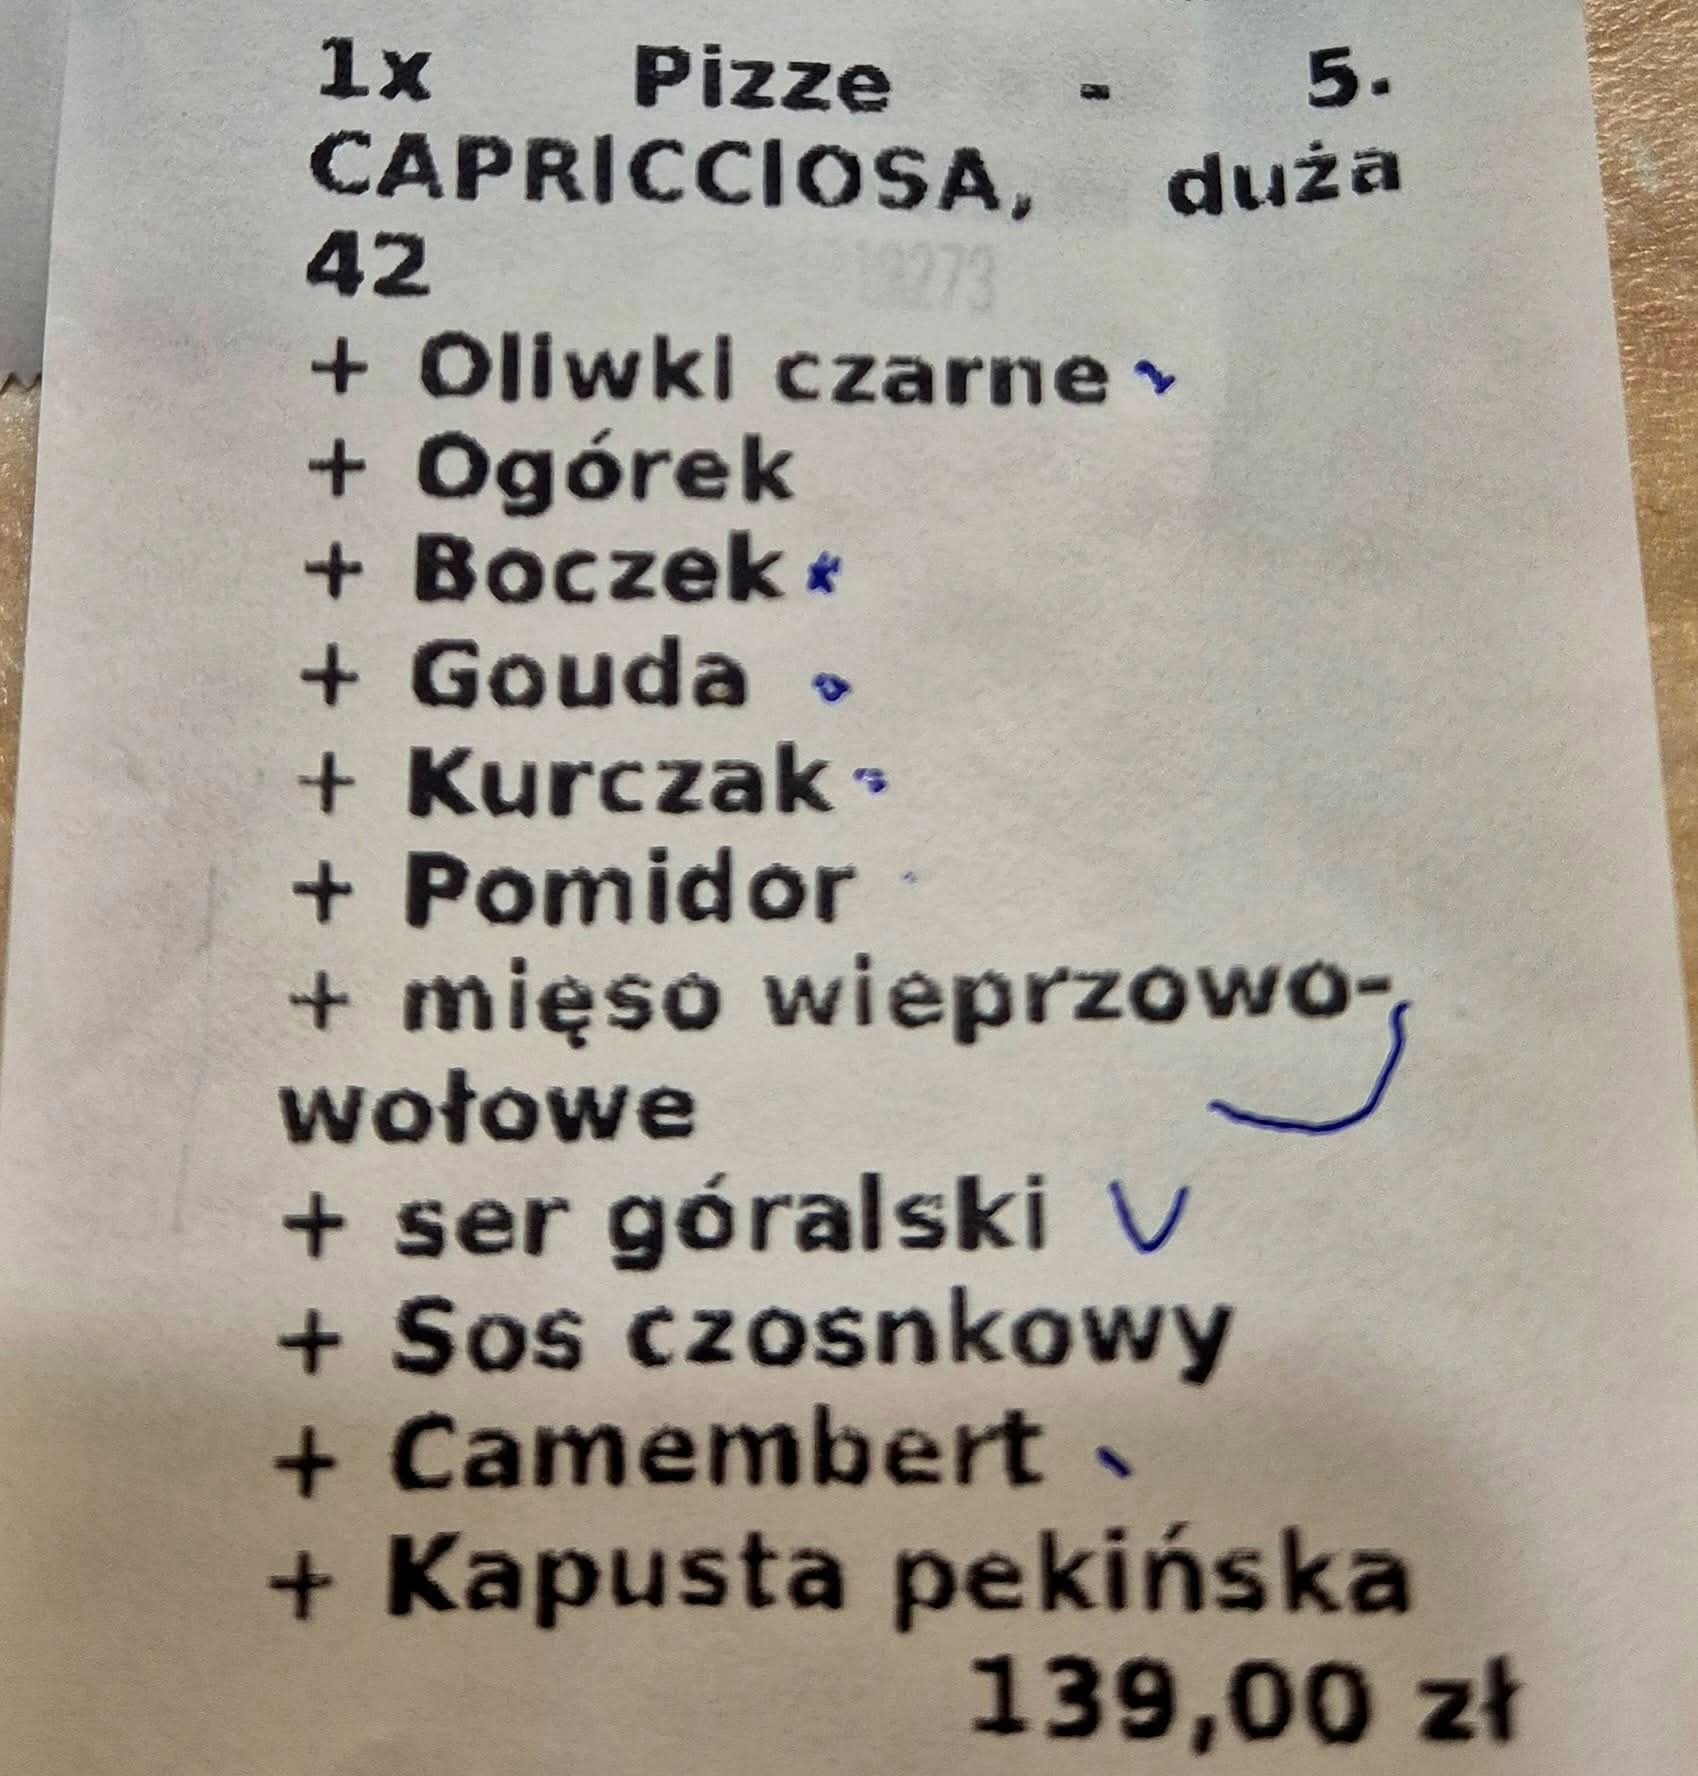 1x Pizze - 5.
CAPRICCIOSA, duża
42
+ Oliwki czarne
+ Ogórek
+ Boczek
+ Gouda
+ Kurczak
+ Pomidor
+ mięso wieprzowo-
wołowe
+ ser góralski
+ Sos czosnkowy
+ Camembert
+ Kapusta pekińska
139,00 zł